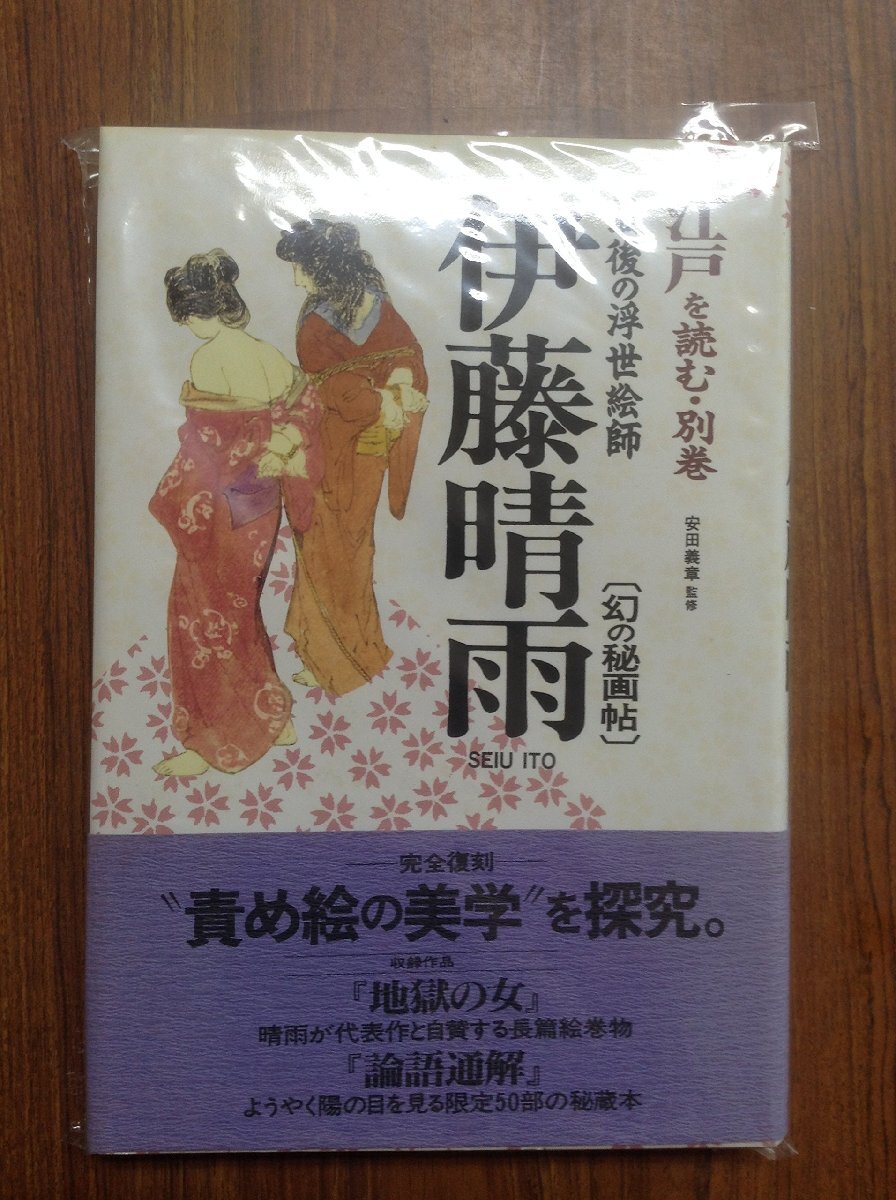 江戸を読む・別巻
安田義章 監修
後の浮世絵師
伊藤晴雨
〔幻の秘画帖〕
SEIU ITO
完全復刻
〝責め絵の美学〟を探究。
収録作品
『地獄の女』
晴雨が代表作と自賛する長篇絵巻物
『論語通解』
ようやく陽の目を見る限定50部の秘蔵本